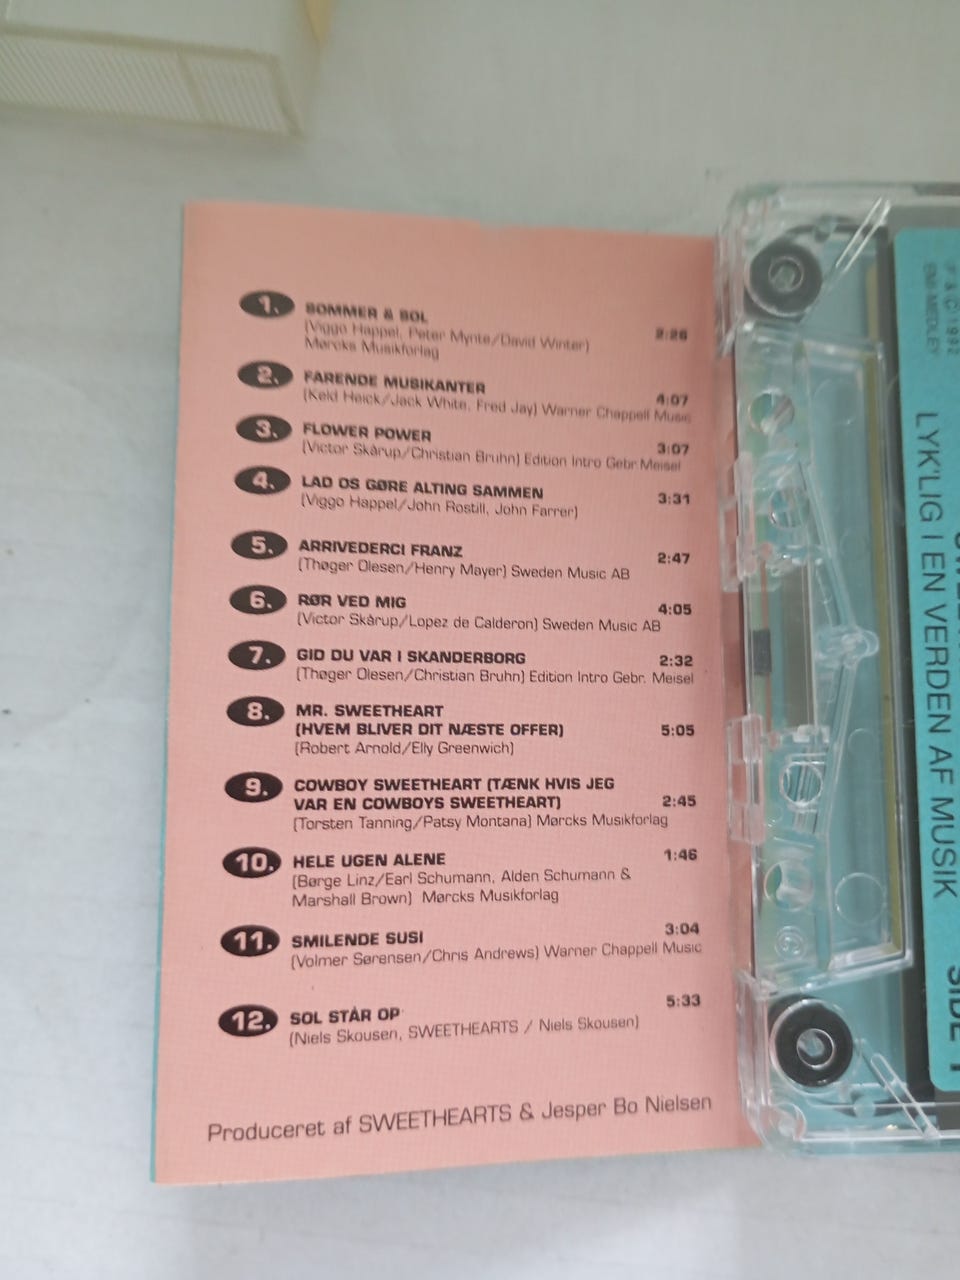 1. SOMMER & SOL
(Viggo Happel, Peter Mynte/David Winter) 2:26
Mørcks Musikforlag
2. FARENDE MUSIKANTER
(Keld Heick/Jack White, Fred Jay) Warner Chappell Music 4:07
3. FLOWER POWER 3:07
(Victor Skårup/Christian Bruhn) Edition Intro Gebr. Meisel
4. LAD OS GØRE ALTING SAMMEN 3:31
(Viggo Happel/John Rostill, John Farrer)
5. ARRIVEDERCI FRANZ 2:47
(Thøger Olesen/Henry Mayer) Sweden Music AB
6. RØR VED MIG 4:05
(Victor Skårup/Lopez de Calderon) Sweden Music AB
7. GID DU VAR I SKANDERBORG 2:32
(Thøger Olesen/Christian Bruhn) Edition Intro Gebr. Meisel
8. MR. SWEETHEART
(HVEM BLIVER DIT NÆSTE OFFER) 5:05
(Robert Arnold/Elly Greenwich)
9. COWBOY SWEETHEART (TÆNK HVIS JEG
VAR EN COWBOYS SWEETHEART) 2:45
(Torsten Tanning/Patsy Montana) Mørcks Musikforlag
10. HELE UGEN ALENE 1:46
(Børge Linz/Earl Schumann, Alden Schumann &
Marshall Brown) Mørcks Musikforlag
11. SMILENDE SUSI 3:04
(Volmer Sørensen/Chris Andrews) Warner Chappell Music
12. SOL STÅR OP 5:33
(Niels Skousen, SWEETHEARTS / Niels Skousen)
Produceret af SWEETHEARTS & Jesper Bo Nielsen
P & C 1992
EMI-MEDLEY
LYK'LIG I EN VERDEN AF MUSIK
SIDE 1